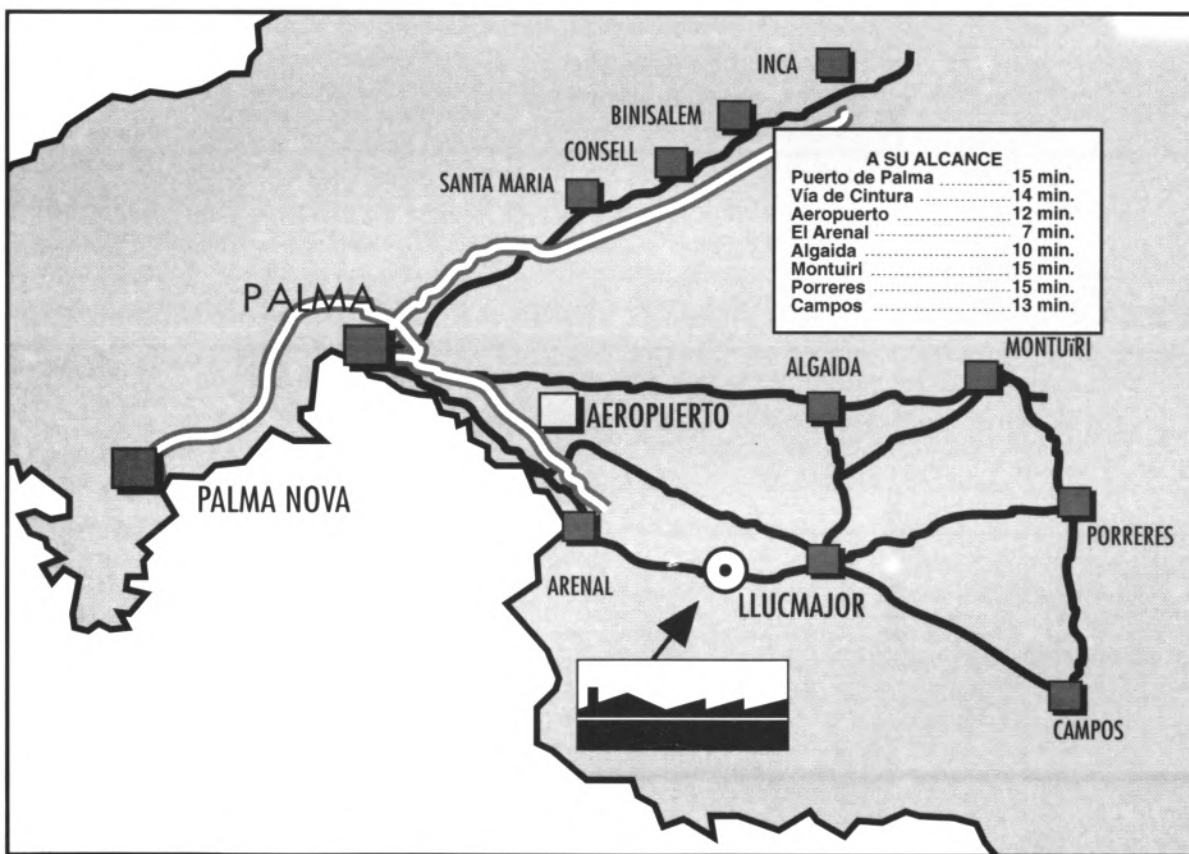 INCA
BINISALEM
CONSELL
SANTA MARIA
A SU ALCANCE
Puerto de Palma ........ 15 min.
Vía de Cintura ........ 14 min.
Aeropuerto ........ 12 min.
El Arenal ........ 7 min.
Algaida ........ 10 min.
Montuiri ........ 15 min.
Porreres ........ 15 min.
Campos ........ 13 min.
PALMA
MONTUïRI
ALGAIDA
AEROPUERTO
PALMA NOVA
PORRERES
ARENAL
LLUCMAJOR
CAMPOS